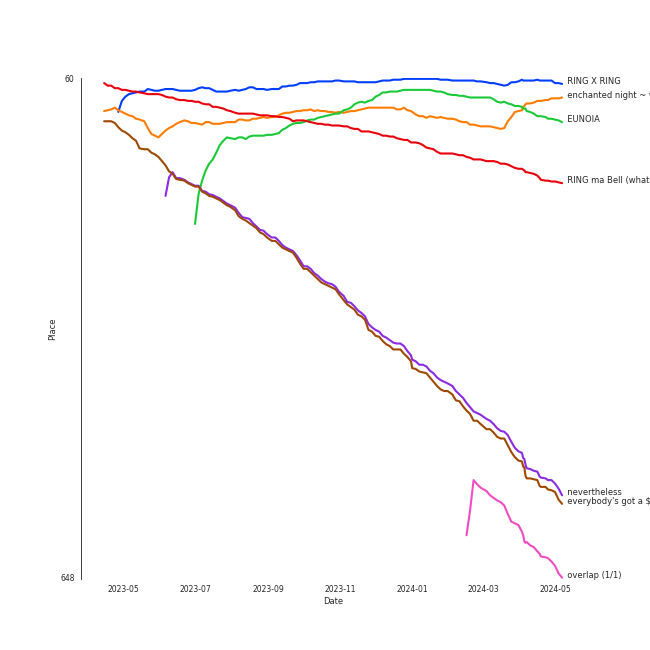 60
RING X RING
enchanted night ~
EUNOIA
RING ma Bell (what
Place
nevertheless
everybody's got a $
overlap (1/1)
648
2023-05 2023-07 2023-09 2023-11 2024-01 2024-03 2024-05
Date